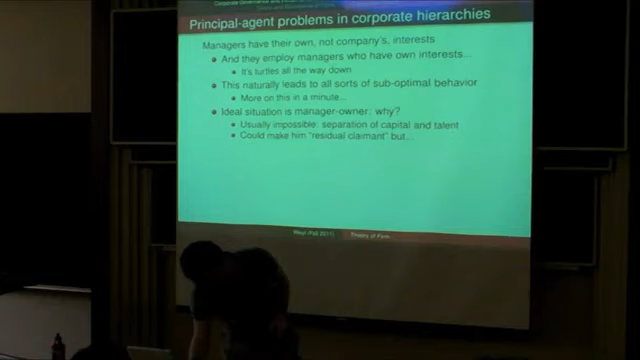 Principal-agent problems in corporate hierarchies
Managers have their own, not company's, interests
And they employ managers who have own interests...
It's turtles all the way down
This naturally leads to all sorts of sub-optimal behavior
More on this in a minute...
Ideal situation is manager-owner: why?
Usually impossible: separation of capital and talent
Could make him "residual claimant" but...
Weyl (Fall 2011) Theory of Firm